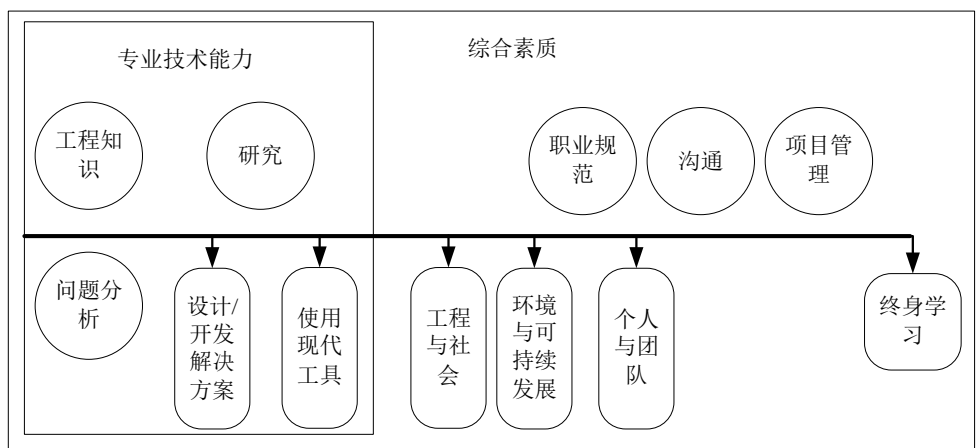 专业技术能力
综合素质
工程知
识
研究
职业规
范
沟通
项目管
理
问题分
析
设计/
开发
解决
方案
使用
现代
工具
工程
与社
会
环境
与可
持续
发展
个人
与团
队
终身学
习